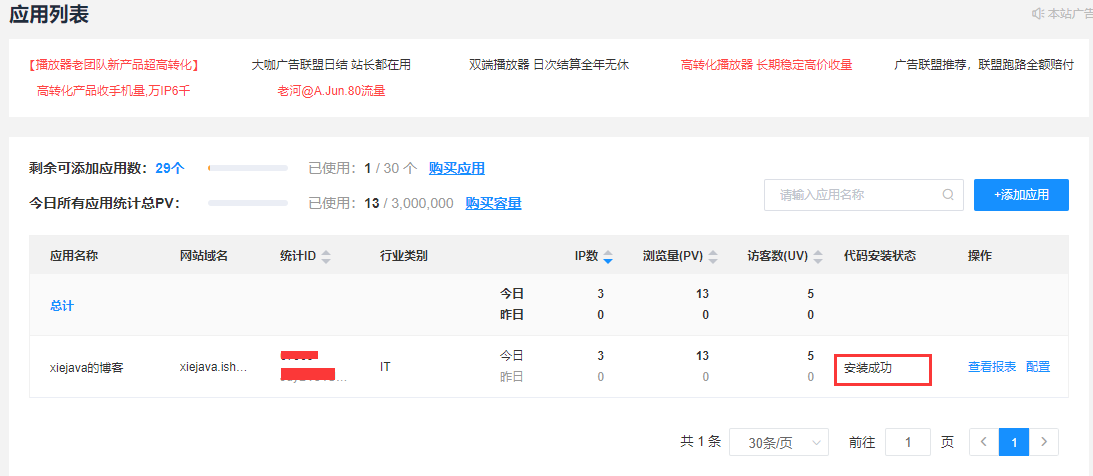 应用列表
本站广告
【播放器老团队新产品超高转化】 大咖广告联盟日结 站长都在用 双端播放器 日次结算全年无休 高转化播放器 长期稳定高价收量 广告联盟推荐，联盟跑路全额赔付
高转化产品收手机量,万IP6千 老河@A.Jun.80流量
剩余可添加应用数：29个 已使用：1 / 30 个 购买应用
今日所有应用统计总PV： 已使用：13 / 3,000,000 购买容量
请输入应用名称 +添加应用
应用名称 网站域名 统计ID 行业类别 IP数 浏览量(PV) 访客数(UV) 代码安装状态 操作
总计 今日 3 13 5
昨日 0 0 0
xiejava的博客 xiejava.ish... IT 今日 3 13 5 安装成功 查看报表 配置
昨日 0 0 0
共 1 条 30条/页 前往 1 页 1